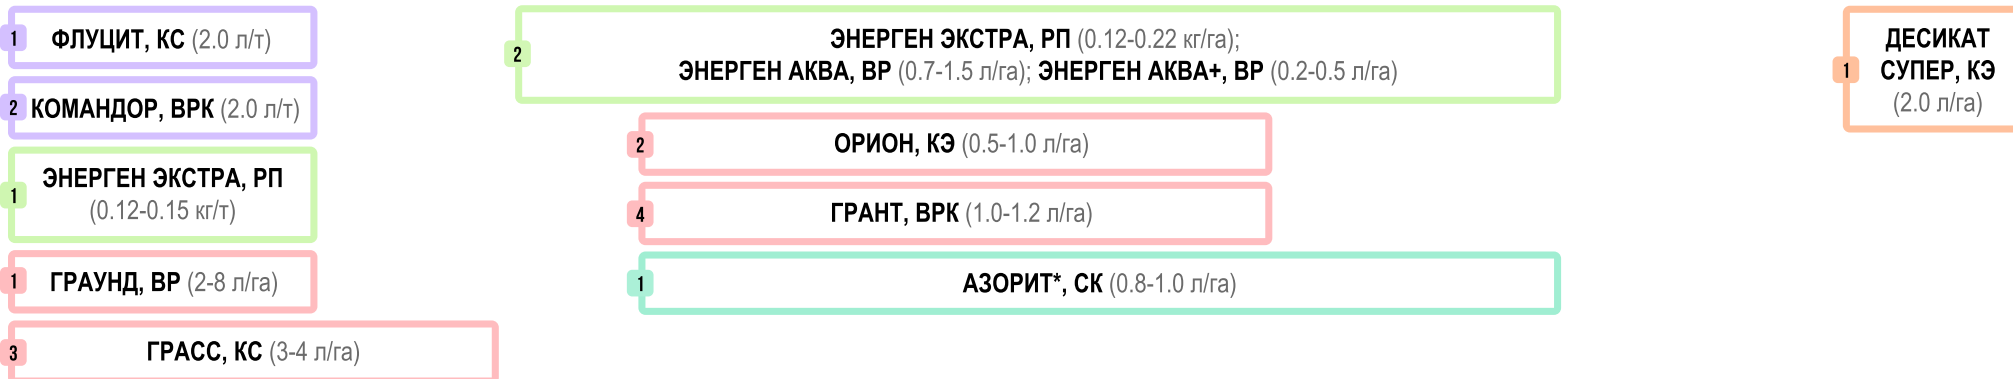 1
ФЛУЦИТ, КС (2.0 л/т)
2
КОМАНДОР, ВРК (2.0 л/т)
1
ЭНЕРГЕН ЭКСТРА, РП
(0.12-0.15 кг/т)
1
ГРАУНД, ВР (2-8 л/га)
3
ГРАСС, КС (3-4 л/га)
2
ЭНЕРГЕН ЭКСТРА, РП (0.12-0.22 кг/га);
ЭНЕРГЕН АКВА, ВР (0.7-1.5 л/га); ЭНЕРГЕН АКВА+, ВР (0.2-0.5 л/га)
2
ОРИОН, КЭ (0.5-1.0 л/га)
4
ГРАНТ, ВРК (1.0-1.2 л/га)
1
АЗОРИТ*, СК (0.8-1.0 л/га)
1
ДЕСИКАТ
СУПЕР, КЭ
(2.0 л/га)